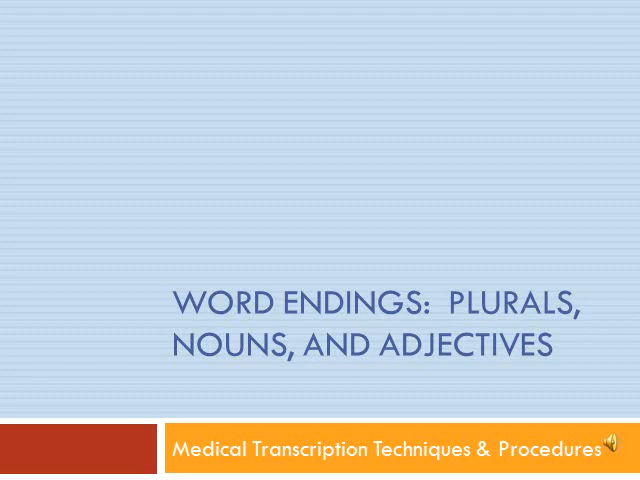 WORD ENDINGS:  PLURALS,
NOUNS, AND ADJECTIVES
Medical Transcription Techniques & Procedures